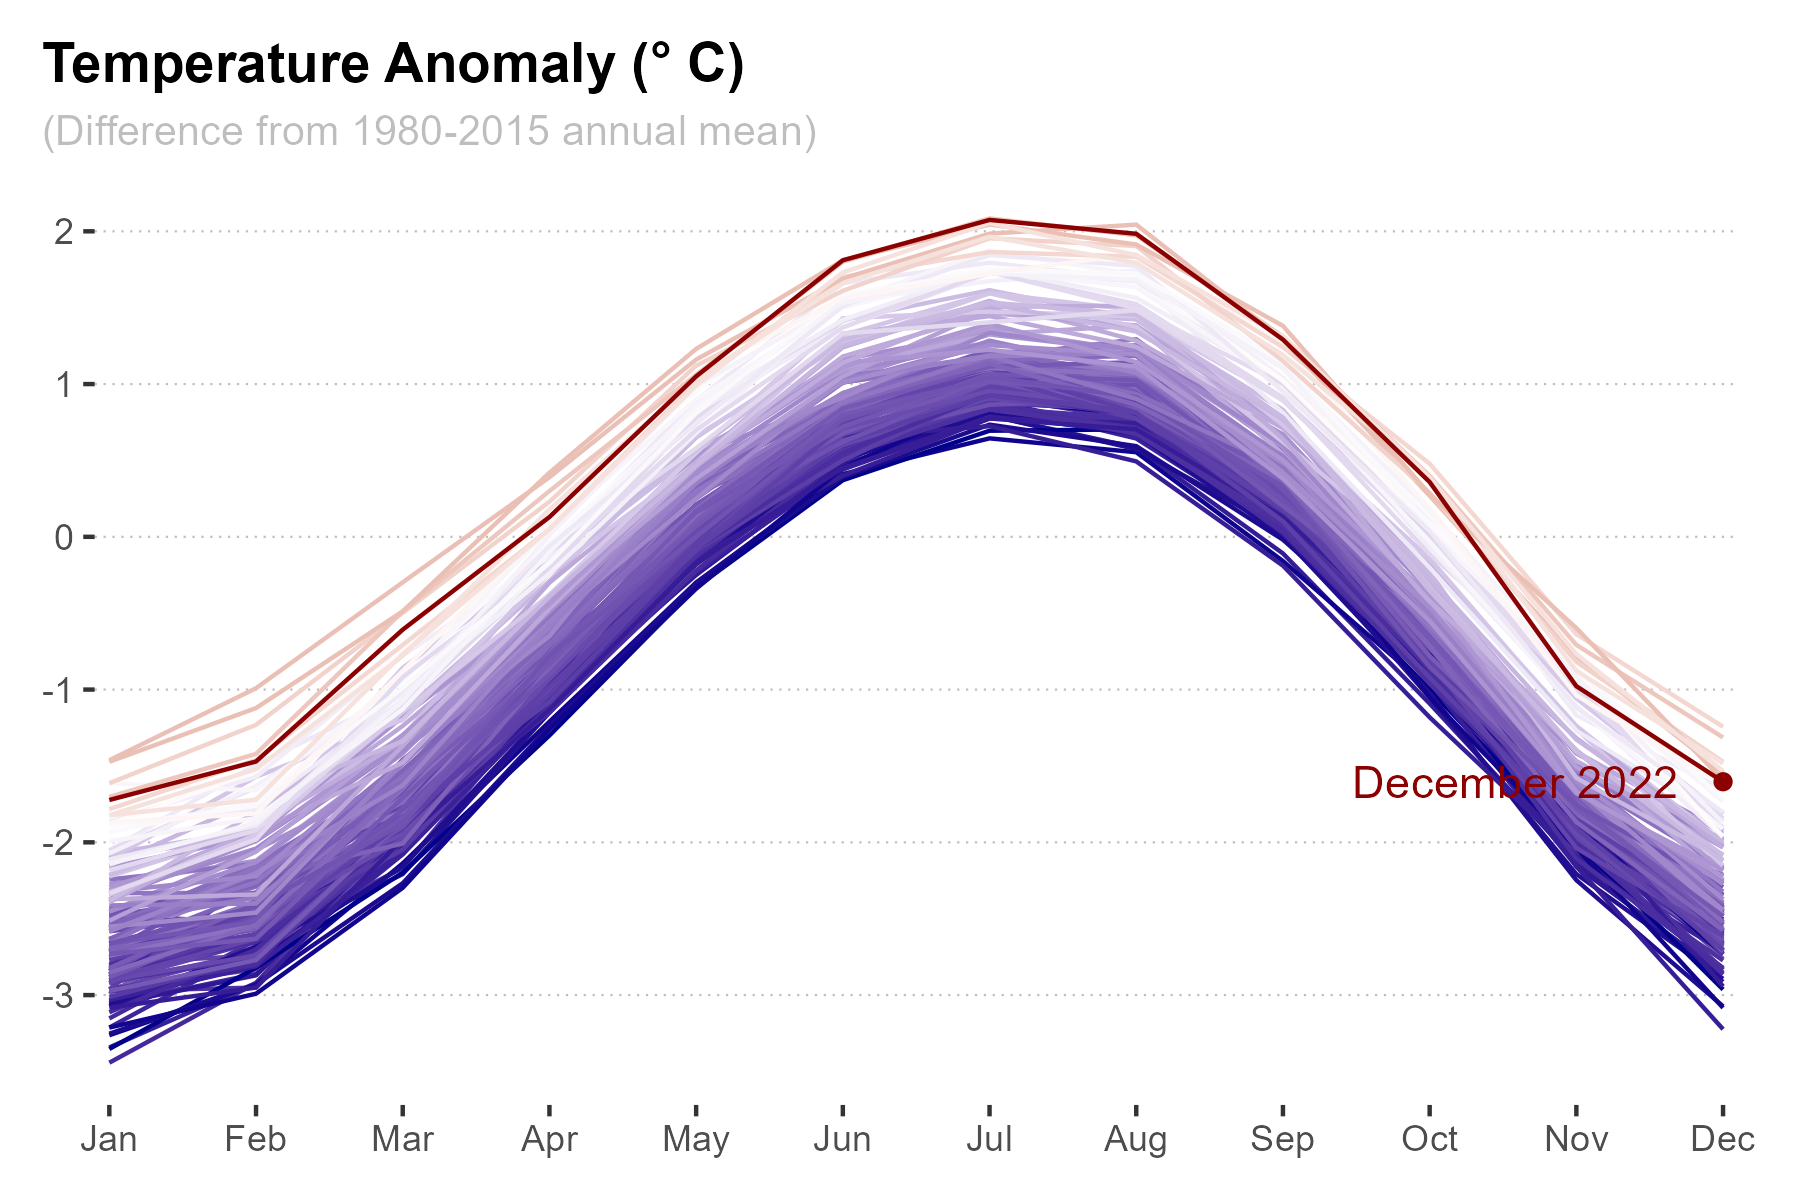 Temperature Anomaly (° C)
(Difference from 1980-2015 annual mean)
2
1
0
-1
-2
-3
December 2022
Jan Feb Mar Apr May Jun Jul Aug Sep Oct Nov Dec